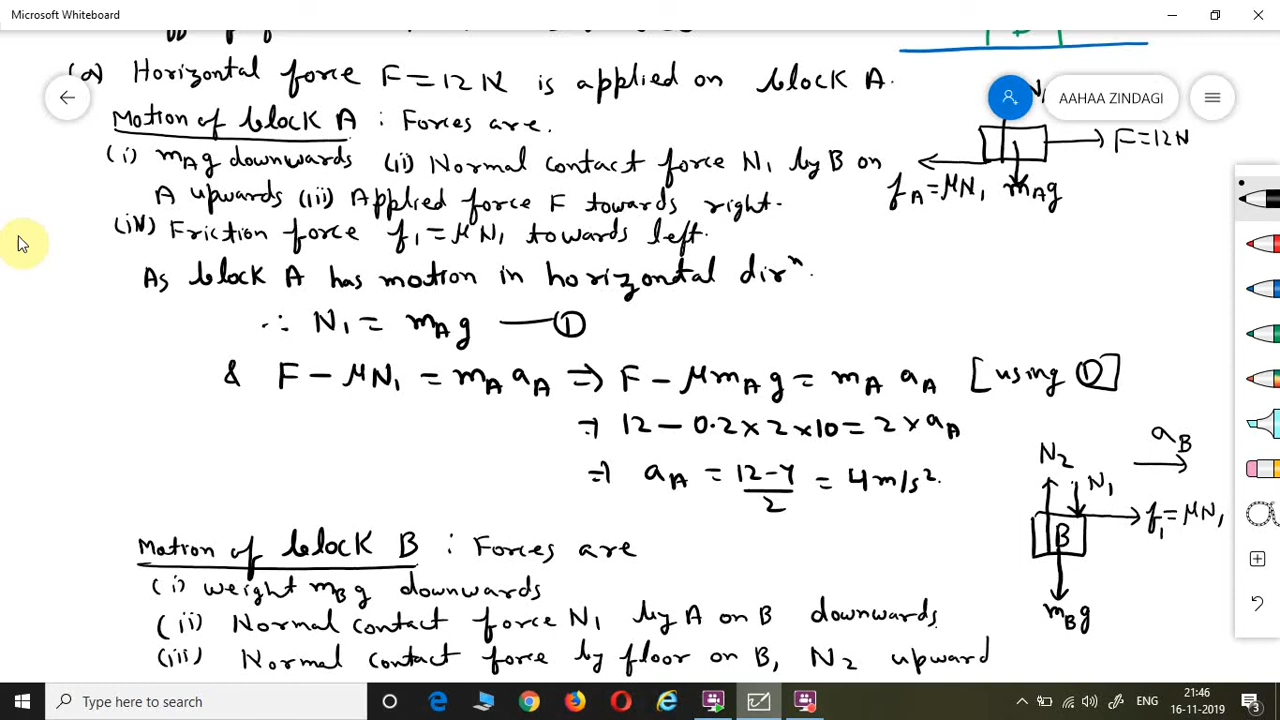 Microsoft Whiteboard
(a) Horizontal force F = 12 N is applied on block A.
AAHAA ZINDAGI
Motion of block A : Forces are.
(i) mAg downwards (ii) Normal contact force N1 by B on
A upwards (iii) Applied force F towards right.
(iv) Friction force f1 = μN1 towards left.
F = 12N
fA = μN1 mAg
As block A has motion in horizontal dirn.
∴ N1 = mAg — ①
& F - μN1 = mA aA ⇒ F - μmAg = mA aA [using ①]
⇒ 12 - 0.2 × 2 × 10 = 2 × aA
⇒ aA = 12-4/2 = 4 m/s2.
aB
N2
N1
B f1 = μN1
mBg
Motion of block B : Forces are
(i) weight mBg downwards
(ii) Normal contact force N1 by A on B downwards.
(iii) Normal contact force by floor on B, N2 upward
Type here to search
ENG
21:46
16-11-2019
3